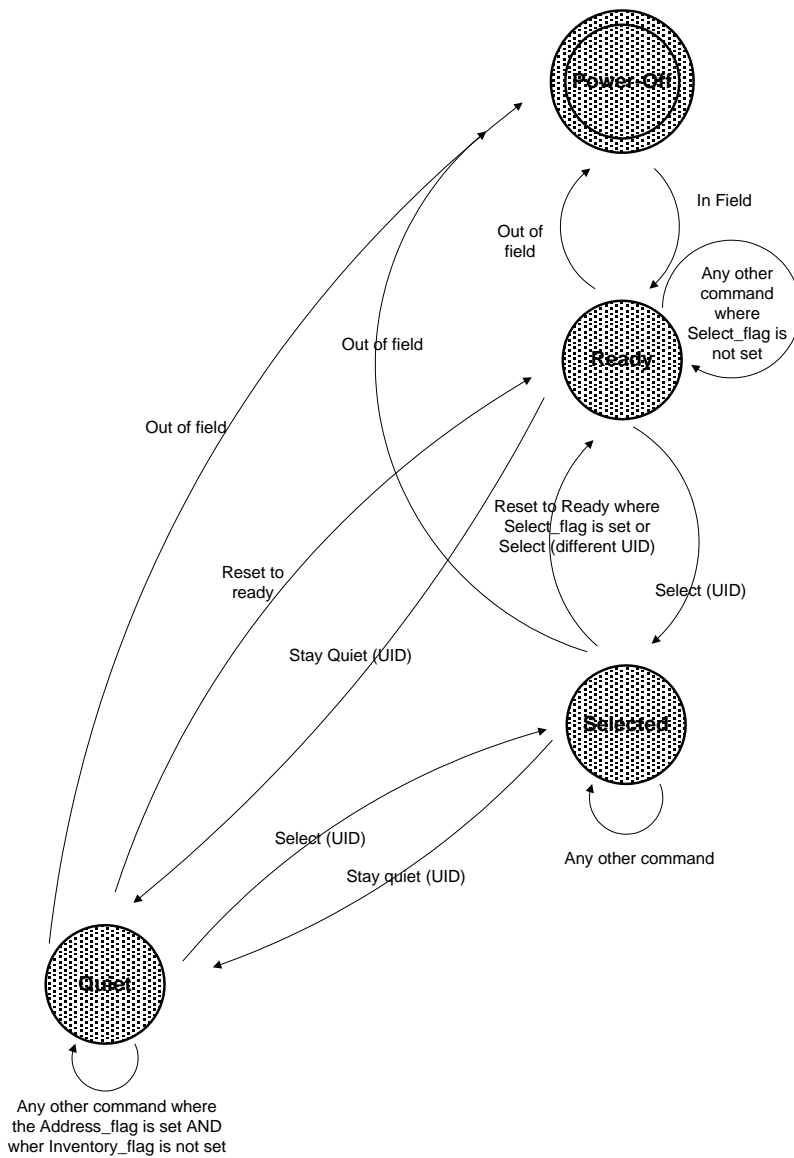 Power-Off
In Field
Out of
field
Any other
command
where
Select_flag is
not set
Out of field
Ready
Out of field
Reset to Ready where
Select_flag is set or
Select (different UID)
Reset to
ready
Select (UID)
Stay Quiet (UID)
Selected
Select (UID)
Any other command
Stay quiet (UID)
Quiet
Any other command where
the Address_flag is set AND
wher Inventory_flag is not set